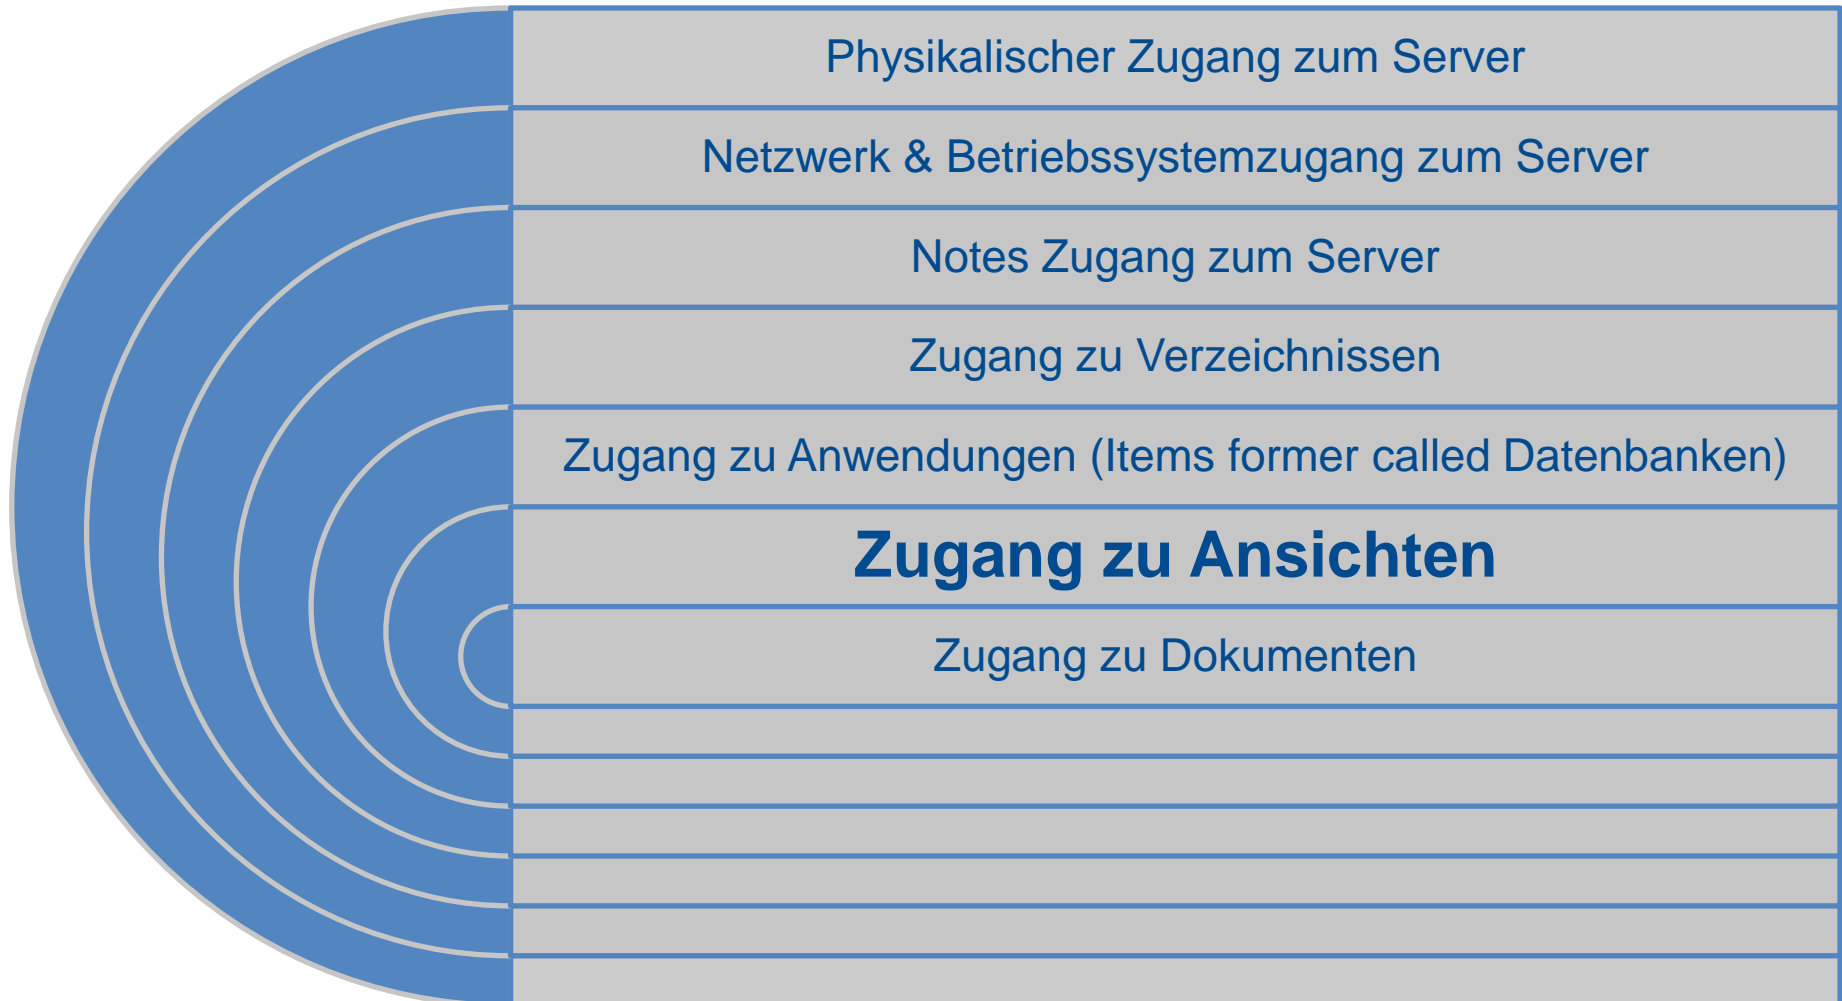 Physikalischer Zugang zum Server
Netzwerk & Betriebssystemzugang zum Server
Notes Zugang zum Server
Zugang zu Verzeichnissen
Zugang zu Anwendungen (Items former called Datenbanken)
Zugang zu Ansichten
Zugang zu Dokumenten